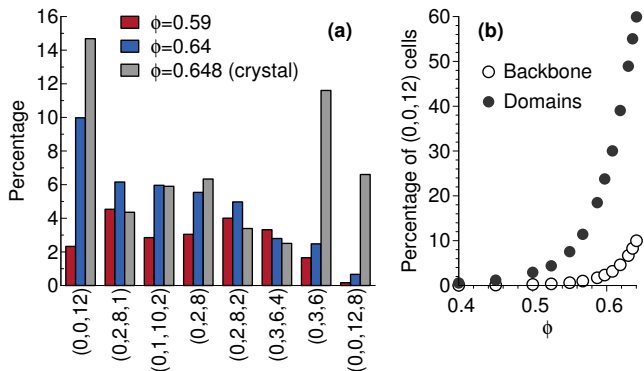 (a)
ϕ=0.59
ϕ=0.64
ϕ=0.648 (crystal)
Percentage
16
14
12
10
8
6
4
2
0
(0,0,12)
(0,2,8,1)
(0,1,10,2)
(0,2,8)
(0,2,8,2)
(0,3,6,4)
(0,3,6)
(0,0,12,8)
(b)
Backbone
Domains
Percentage of (0,0,12) cells
60
50
40
30
20
10
0
0.4
0.5
0.6
ϕ